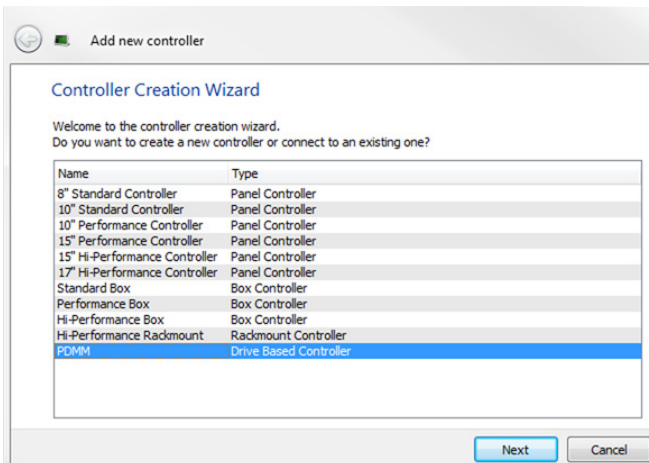 Add new controller
Controller Creation Wizard
Welcome to the controller creation wizard.
Do you want to create a new controller or connect to an existing one?
Name Type
8" Standard Controller Panel Controller
10" Standard Controller Panel Controller
10" Performance Controller Panel Controller
15" Performance Controller Panel Controller
15" Hi-Performance Controller Panel Controller
17" Hi-Performance Controller Panel Controller
Standard Box Box Controller
Performance Box Box Controller
Hi-Performance Box Box Controller
Hi-Performance Rackmount Rackmount Controller
PDMM Drive Based Controller
Next Cancel